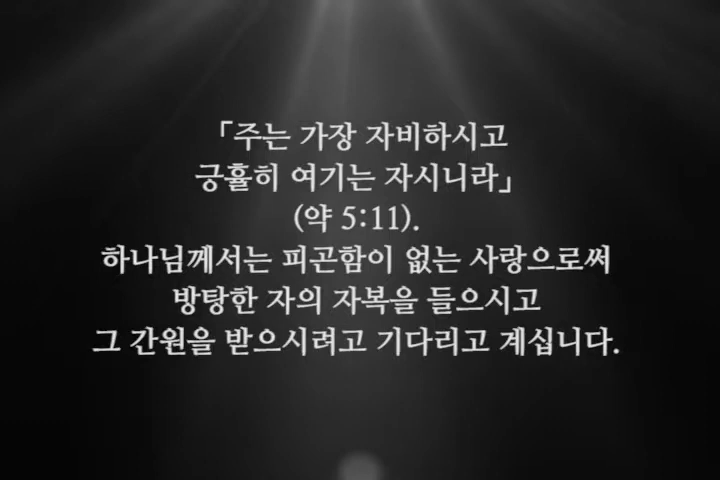 「주는 가장 자비하시고
긍휼히 여기는 자시니라」
(약 5:11).
하나님께서는 피곤함이 없는 사랑으로써
방탕한 자의 자복을 들으시고
그 간원을 받으시려고 기다리고 계십니다.